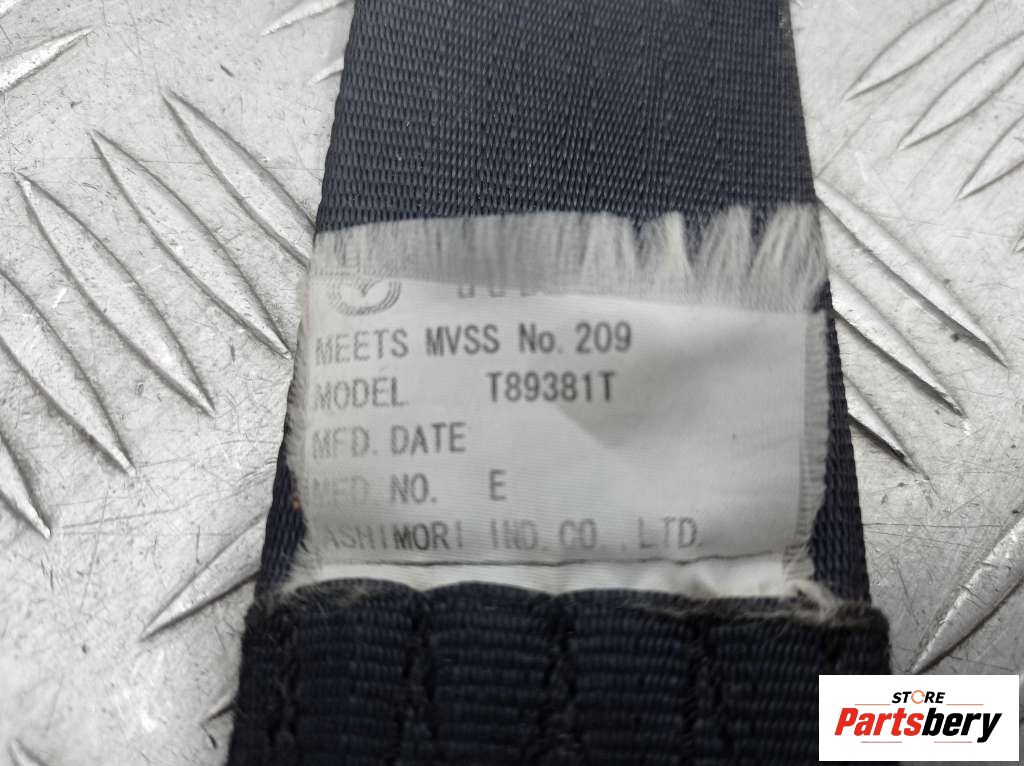 MEETS MVSS No. 209
MODEL T89381T
MFD. DATE
MFD. NO. E
ASHIMORI IND. CO., LTD.
STORE
Partsbery